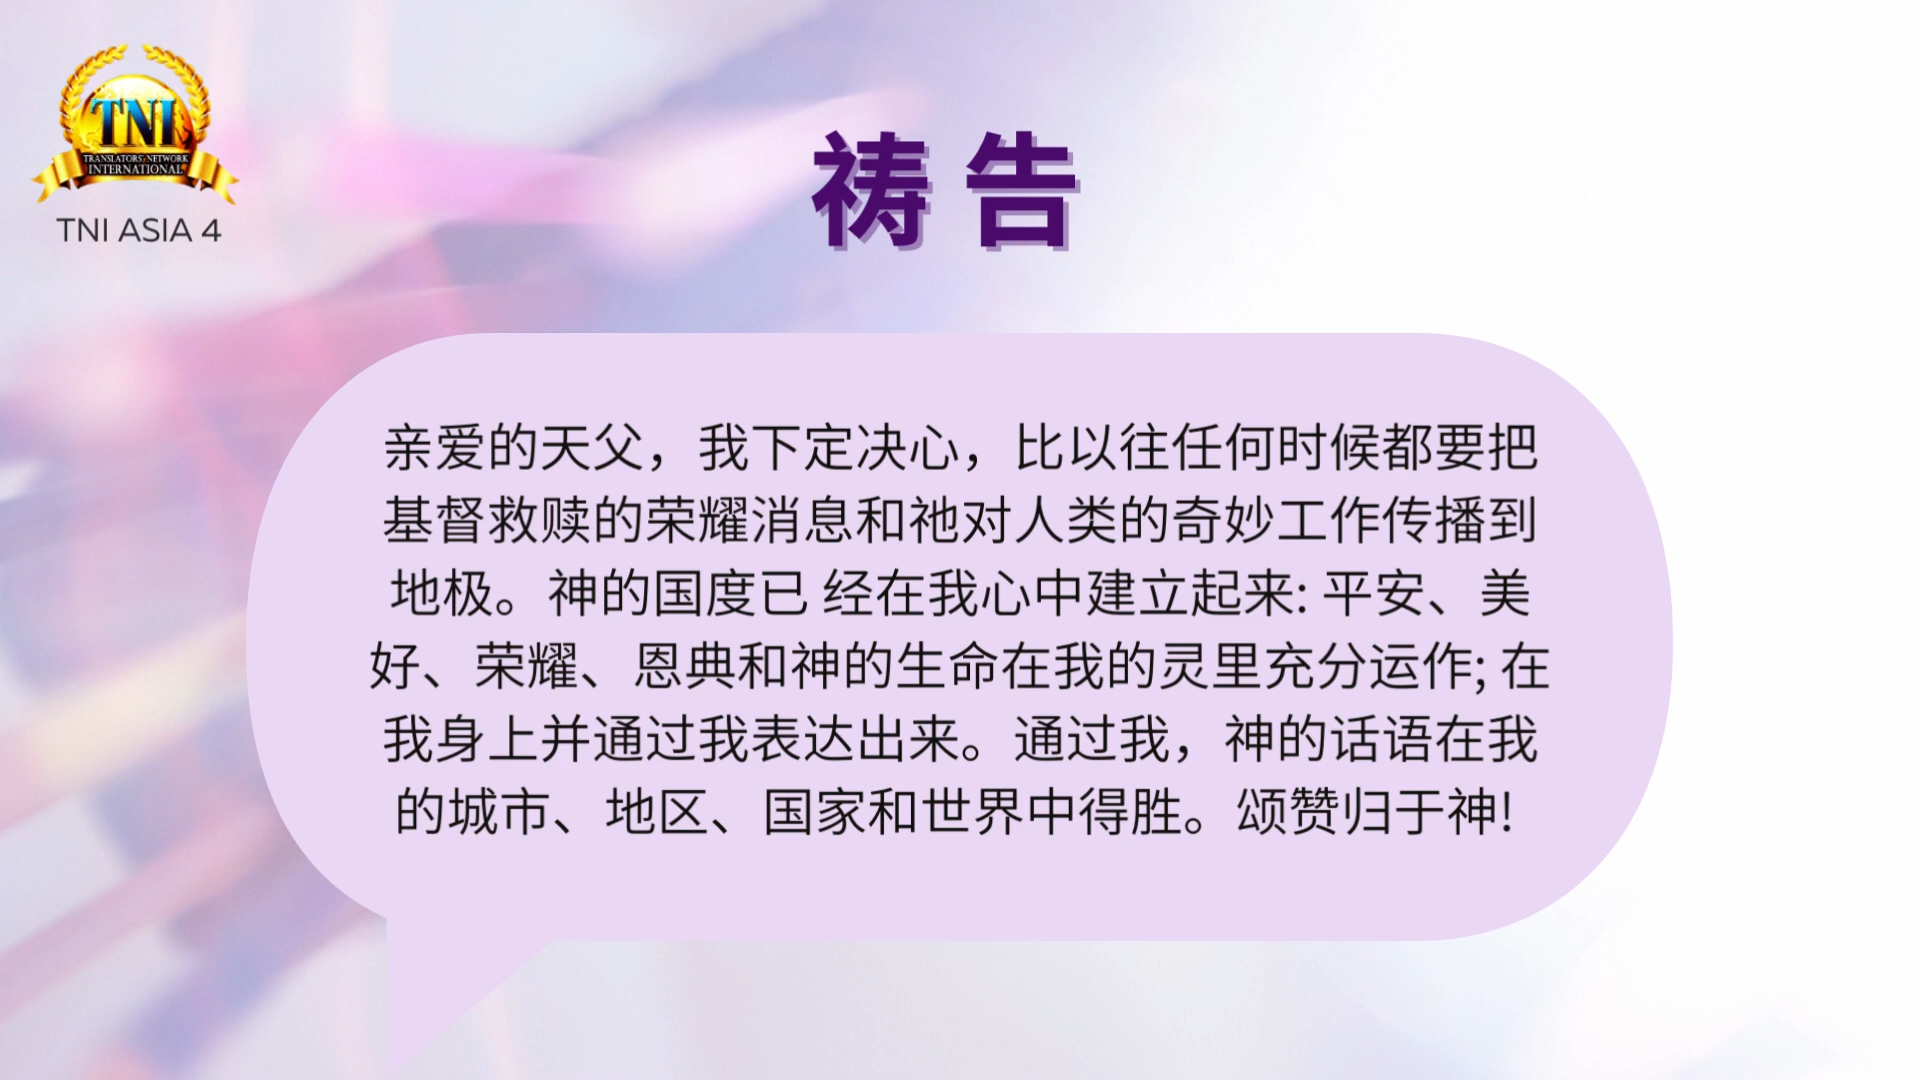 TNI
TRANSLATORS' NETWORK
INTERNATIONAL
TNI ASIA 4
祷告
亲爱的天父，我下定决心，比以往任何时候都要把
基督救赎的荣耀消息和祂对人类的奇妙工作传播到
地极。神的国度已 经在我心中建立起来: 平安、美
好、荣耀、恩典和神的生命在我的灵里充分运作; 在
我身上并通过我表达出来。通过我，神的话语在我
的城市、地区、国家和世界中得胜。颂赞归于神!